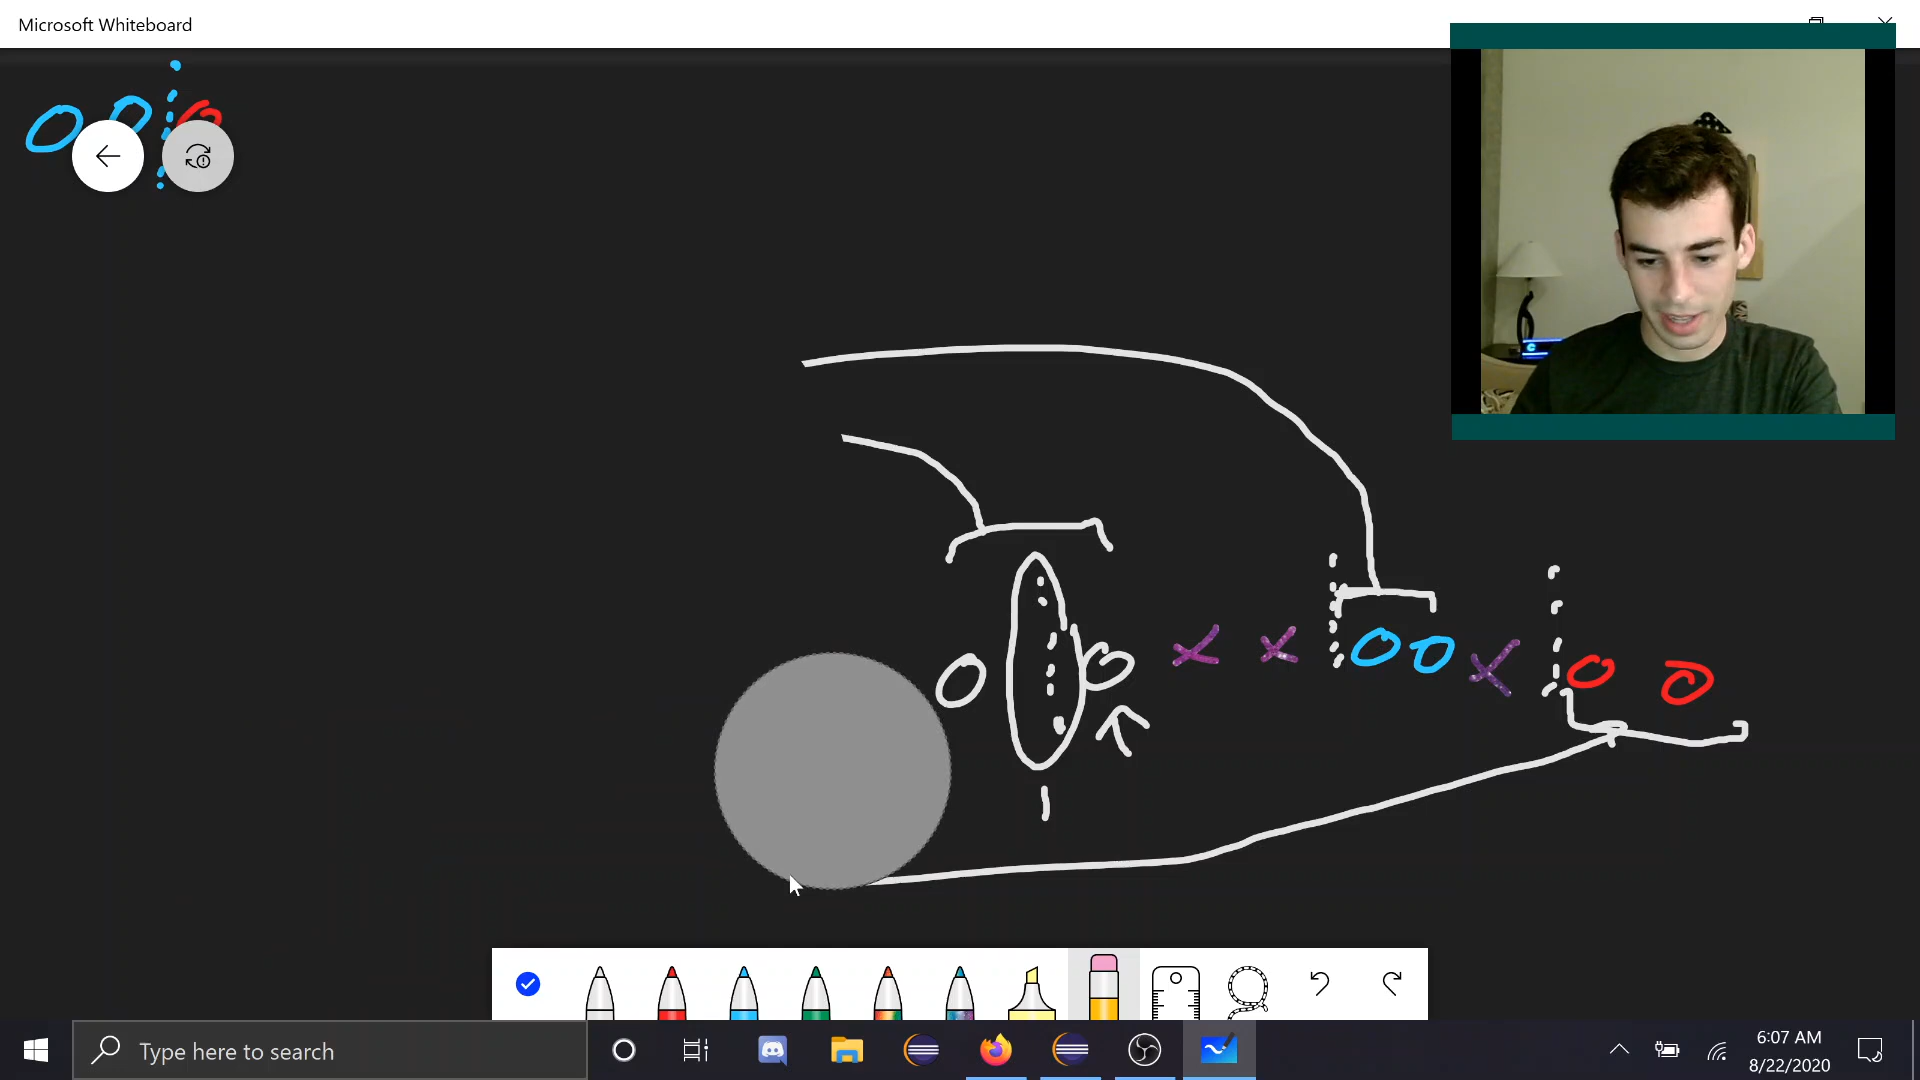 Microsoft Whiteboard
O O O
O O X X O O X O O
Type here to search
6:07 AM
8/22/2020